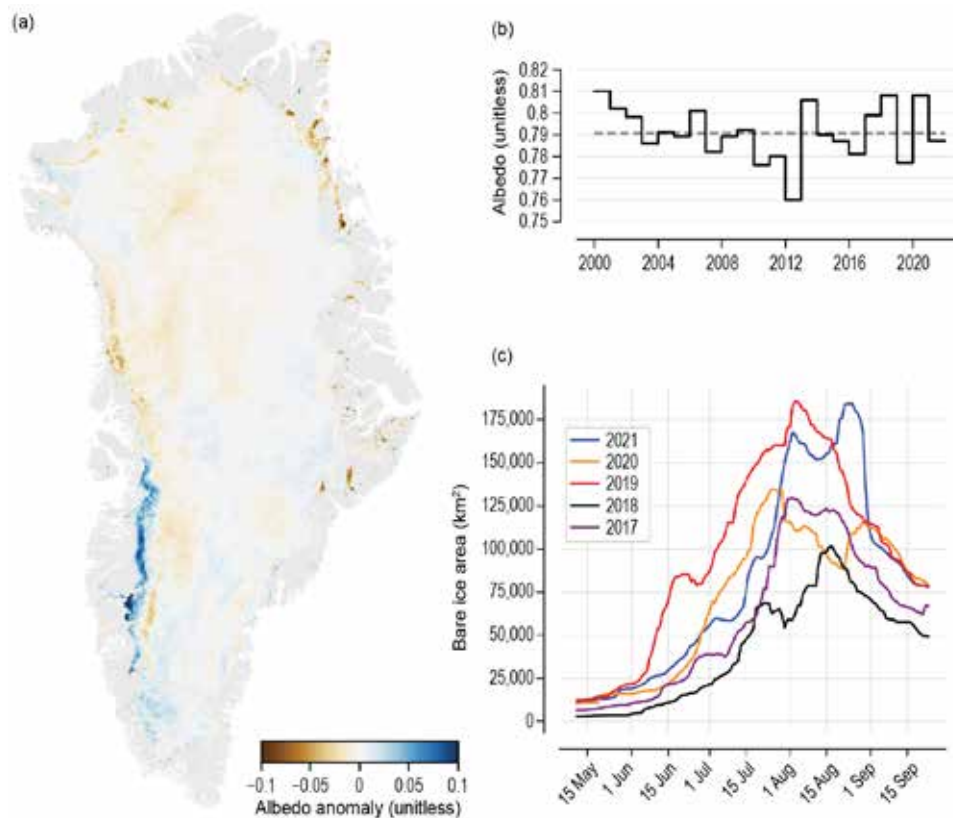 (a)
−0.1
−0.05
0
0.05
0.1
Albedo anomaly (unitless)
(b)
Albedo (unitless)
0.82
0.81
0.8
0.79
0.78
0.77
0.76
0.75
2000
2004
2008
2012
2016
2020
(c)
Bare ice area (km²)
175,000
150,000
125,000
100,000
75,000
50,000
25,000
0
2021
2020
2019
2018
2017
15 May
1 Jun
15 Jun
1 Jul
15 Jul
1 Aug
15 Aug
1 Sep
15 Sep